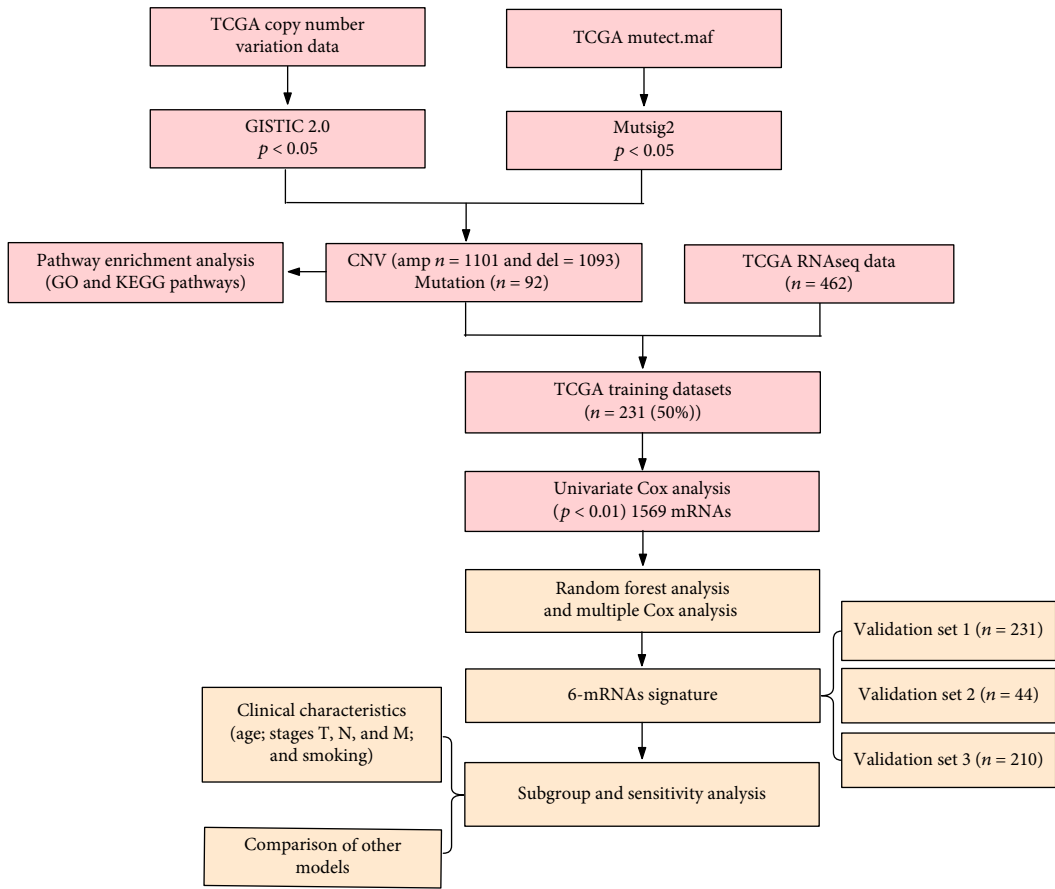 TCGA copy number
variation data
TCGA mutect.maf
GISTIC 2.0
p < 0.05
Mutsig2
p < 0.05
Pathway enrichment analysis
(GO and KEGG pathways)
CNV (amp n = 1101 and del = 1093)
Mutation (n = 92)
TCGA RNAseq data
(n = 462)
TCGA training datasets
(n = 231 (50%))
Univariate Cox analysis
(p < 0.01) 1569 mRNAs
Random forest analysis
and multiple Cox analysis
6-mRNAs signature
Validation set 1 (n = 231)
Validation set 2 (n = 44)
Validation set 3 (n = 210)
Clinical characteristics
(age; stages T, N, and M;
and smoking)
Subgroup and sensitivity analysis
Comparison of other
models